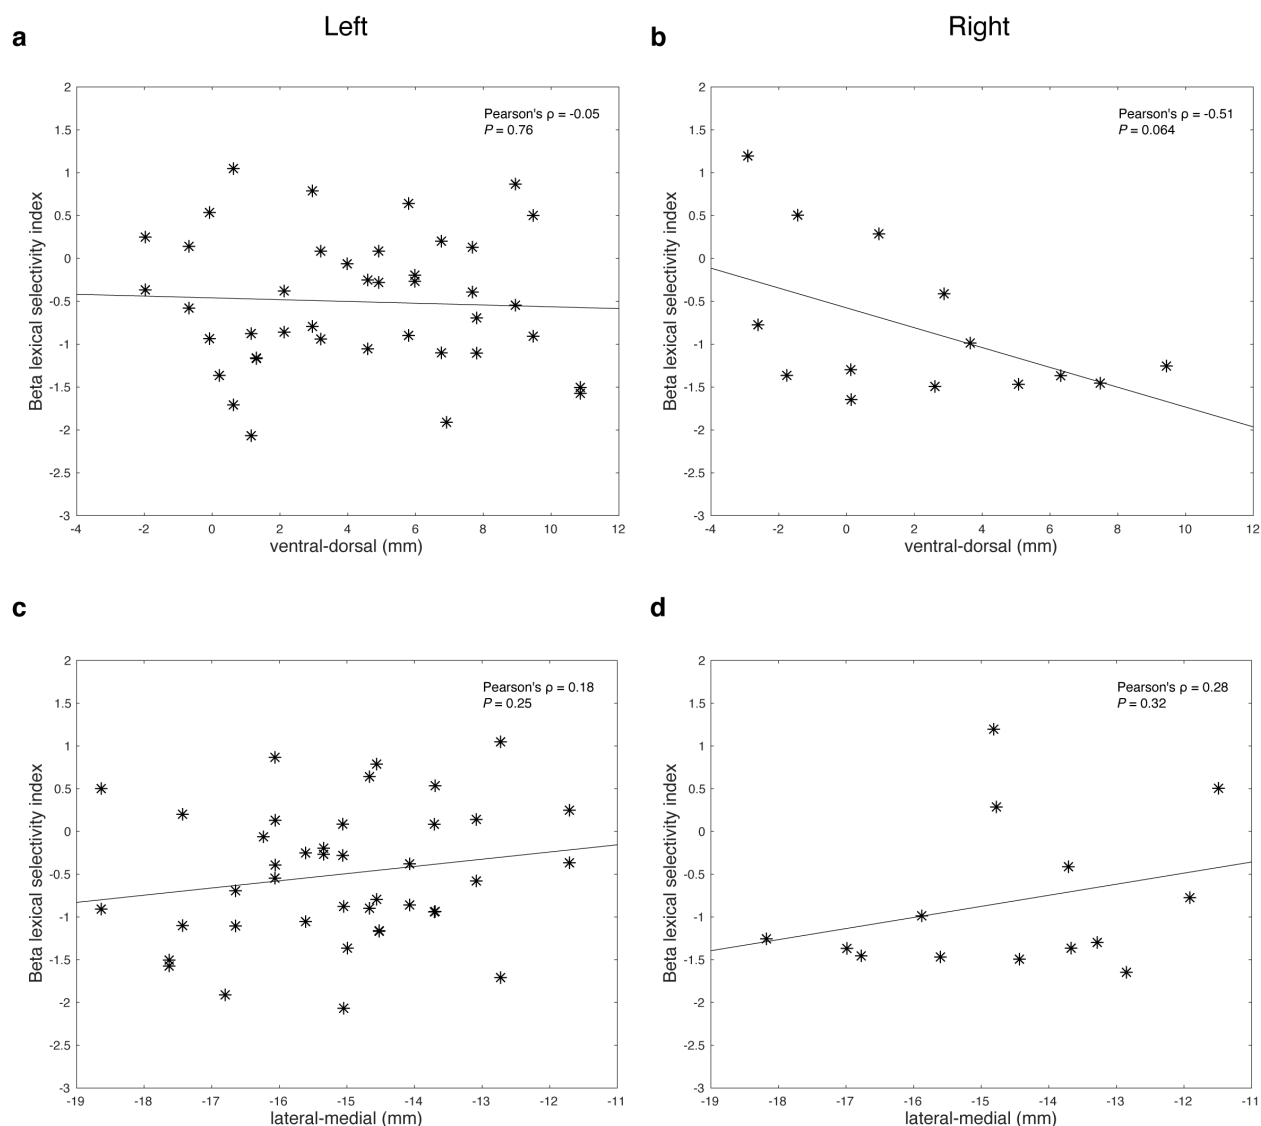 Left
Right
a
b
2
1.5
1
0.5
0
-0.5
-1
-1.5
-2
-2.5
-3
Beta lexical selectivity index
Pearson's ρ = -0.05
P = 0.76
-4 -2 0 2 4 6 8 10 12
ventral-dorsal (mm)
2
1.5
1
0.5
0
-0.5
-1
-1.5
-2
-2.5
-3
Beta lexical selectivity index
Pearson's ρ = -0.51
P = 0.064
-4 -2 0 2 4 6 8 10 12
ventral-dorsal (mm)
c
d
2
1.5
1
0.5
0
-0.5
-1
-1.5
-2
-2.5
-3
Beta lexical selectivity index
Pearson's ρ = 0.18
P = 0.25
-19 -18 -17 -16 -15 -14 -13 -12 -11
lateral-medial (mm)
2
1.5
1
0.5
0
-0.5
-1
-1.5
-2
-2.5
-3
Beta lexical selectivity index
Pearson's ρ = 0.28
P = 0.32
-19 -18 -17 -16 -15 -14 -13 -12 -11
lateral-medial (mm)